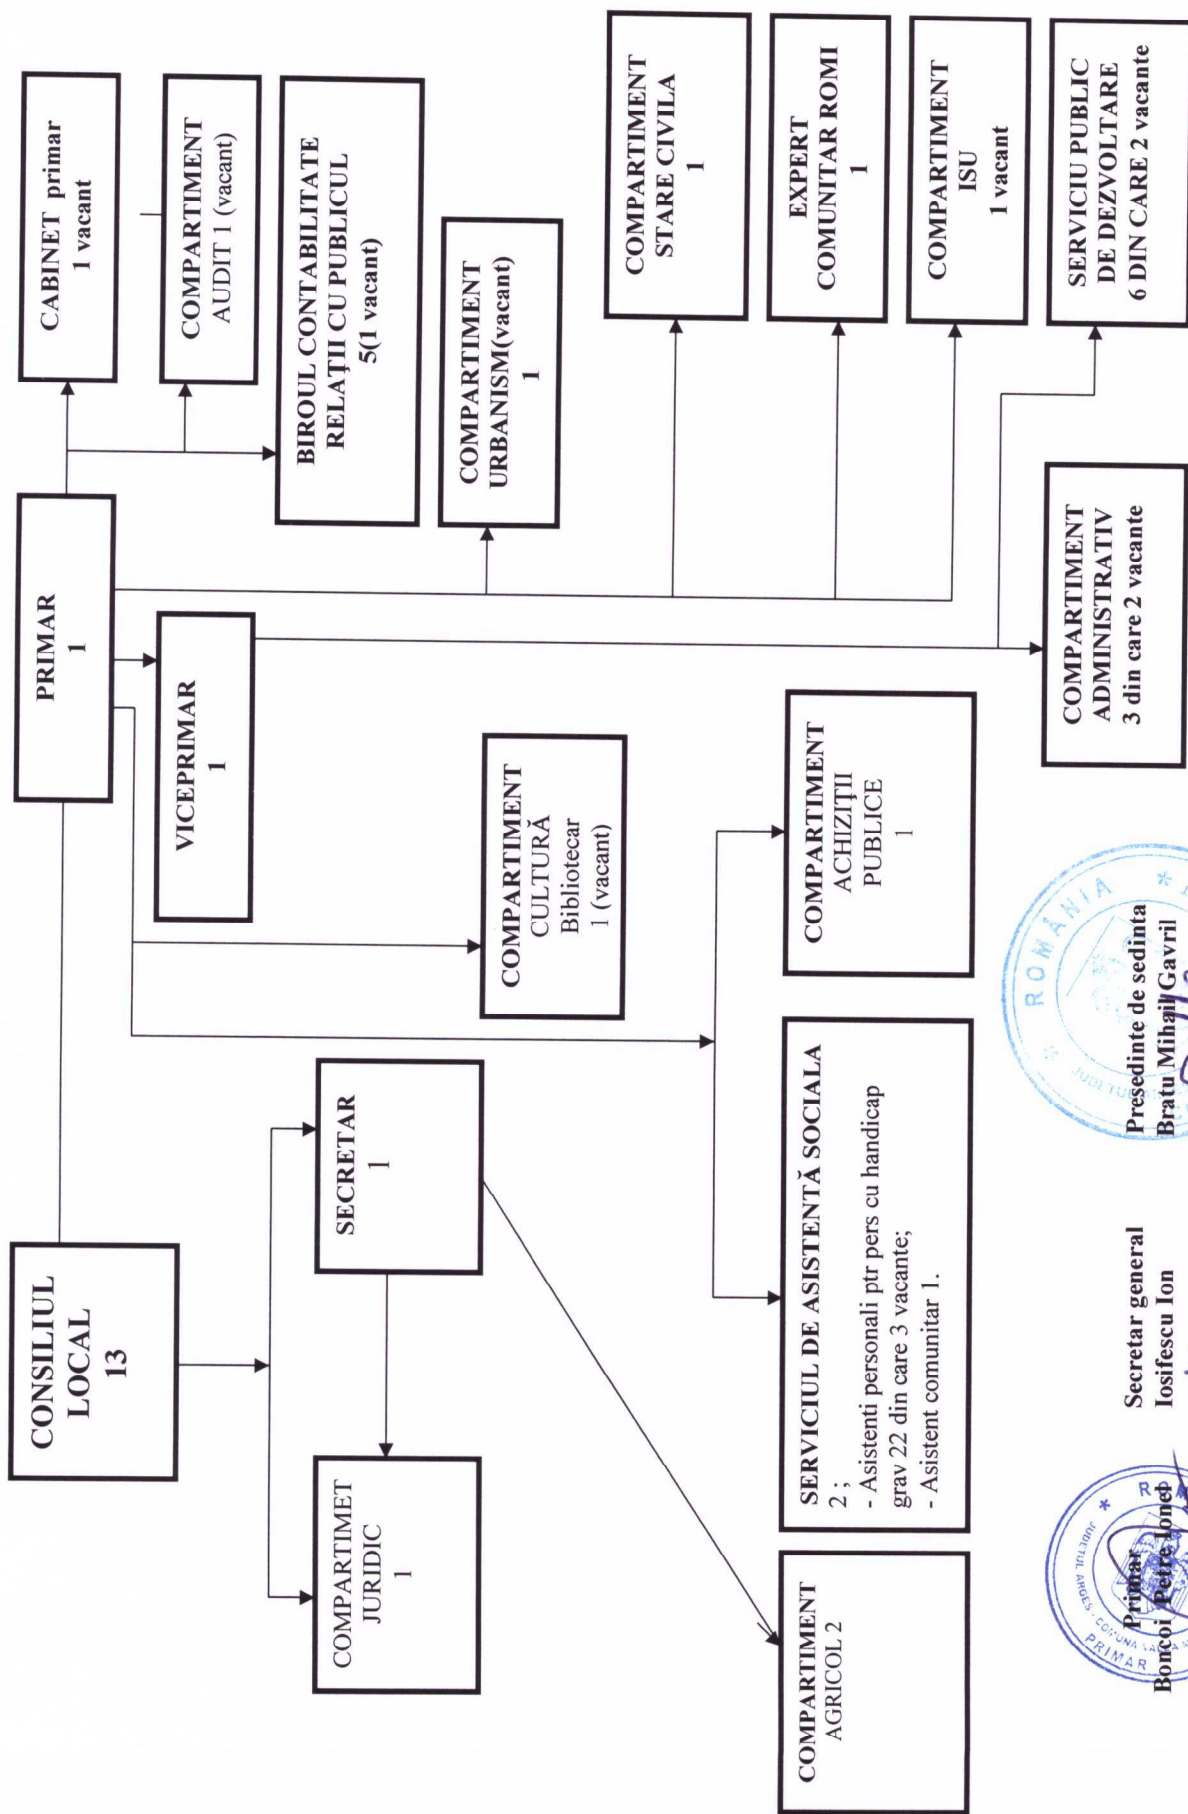 CONSILIUL
LOCAL
13
PRIMAR
1
CABINET primar
1 vacant
COMPARTIMENT
AUDIT 1 (vacant)
BIROUL CONTABILITATE
RELAŢII CU PUBLICUL
5(1 vacant)
VICEPRIMAR
1
COMPARTIMET
JURIDIC
1
SECRETAR
1
COMPARTIMENT
URBANISM(vacant)
1
COMPARTIMENT
CULTURĂ
Bibliotecar
1 (vacant)
COMPARTIMENT
STARE CIVILA
1
EXPERT
COMUNITAR ROMI
1
COMPARTIMENT
ISU
1 vacant
SERVICIU PUBLIC
DE DEZVOLTARE
6 DIN CARE 2 vacante
COMPARTIMENT
AGRICOL 2
SERVICIUL DE ASISTENTĂ SOCIALA
2 ;
- Asistenti personali ptr pers cu handicap
grav 22 din care 3 vacante;
- Asistent comunitar 1.
COMPARTIMENT
ACHIZIŢII
PUBLICE
1
COMPARTIMENT
ADMINISTRATIV
3 din care 2 vacante
Primar
Boncoi Petre Ionel
Secretar general
Iosifescu Ion
Presedinte de sedinta
Bratu Mihail Gavril
ROMÂNIA
JUDETUL ARGES - COMUNA
PRIMAR